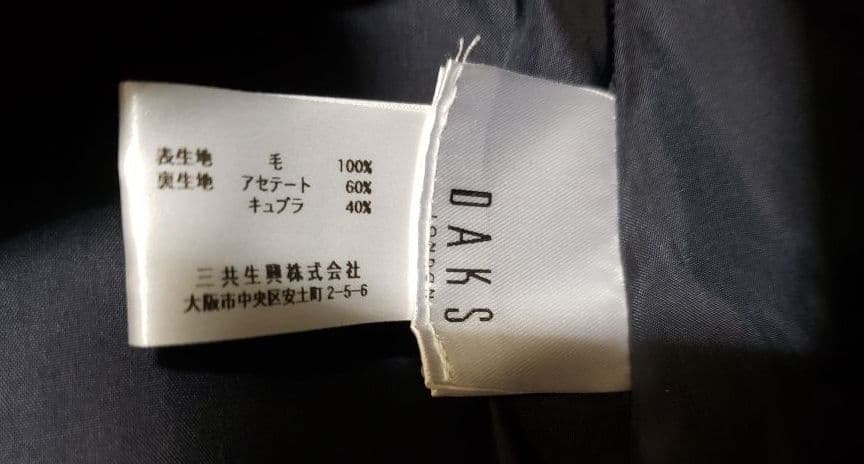 表生地 毛 100%
裏生地 アセテート 60%
キュプラ 40%
三共生興株式会社
大阪市中央区安土町2-5-6
DAKS
LONDON